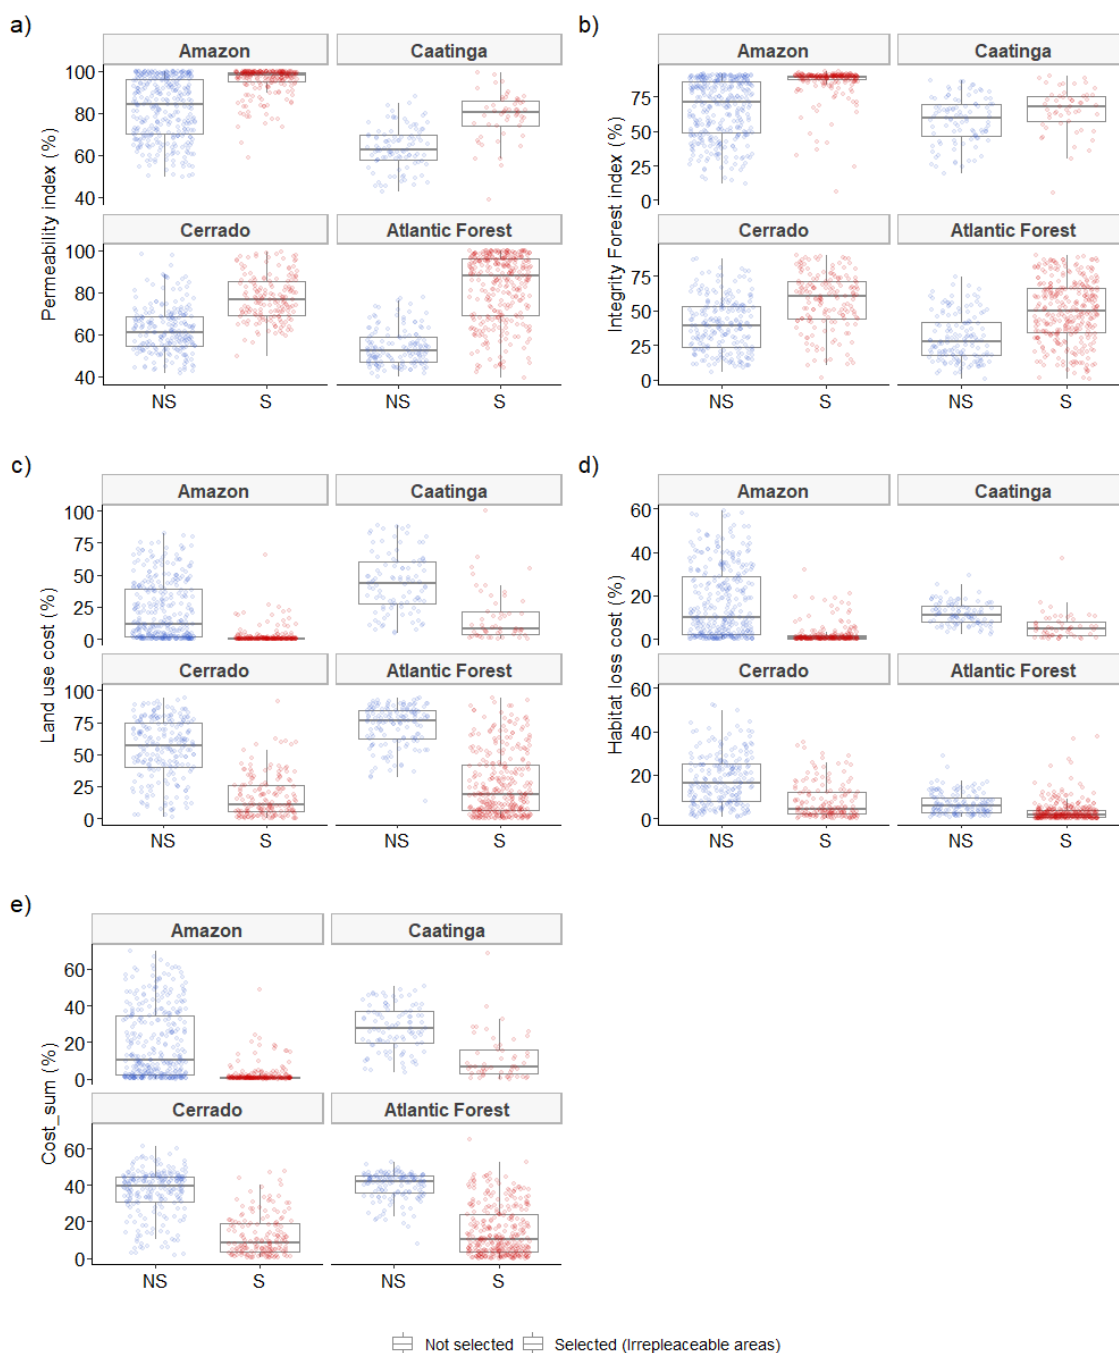 a)
Amazon
Caatinga
100
80
60
40
Cerrado
Atlantic Forest
100
80
60
40
NS
S
NS
S
Permeability index (%)
b)
Amazon
Caatinga
75
50
25
0
Cerrado
Atlantic Forest
75
50
25
0
NS
S
NS
S
Integrity Forest index (%)
c)
Amazon
Caatinga
100
75
50
25
0
Cerrado
Atlantic Forest
100
75
50
25
0
NS
S
NS
S
Land use cost (%)
d)
Amazon
Caatinga
60
40
20
0
Cerrado
Atlantic Forest
60
40
20
0
NS
S
NS
S
Habitat loss cost (%)
e)
Amazon
Caatinga
60
40
20
0
Cerrado
Atlantic Forest
60
40
20
0
NS
S
NS
S
Cost_sum (%)
Not selected
Selected (Irrepleaceable areas)